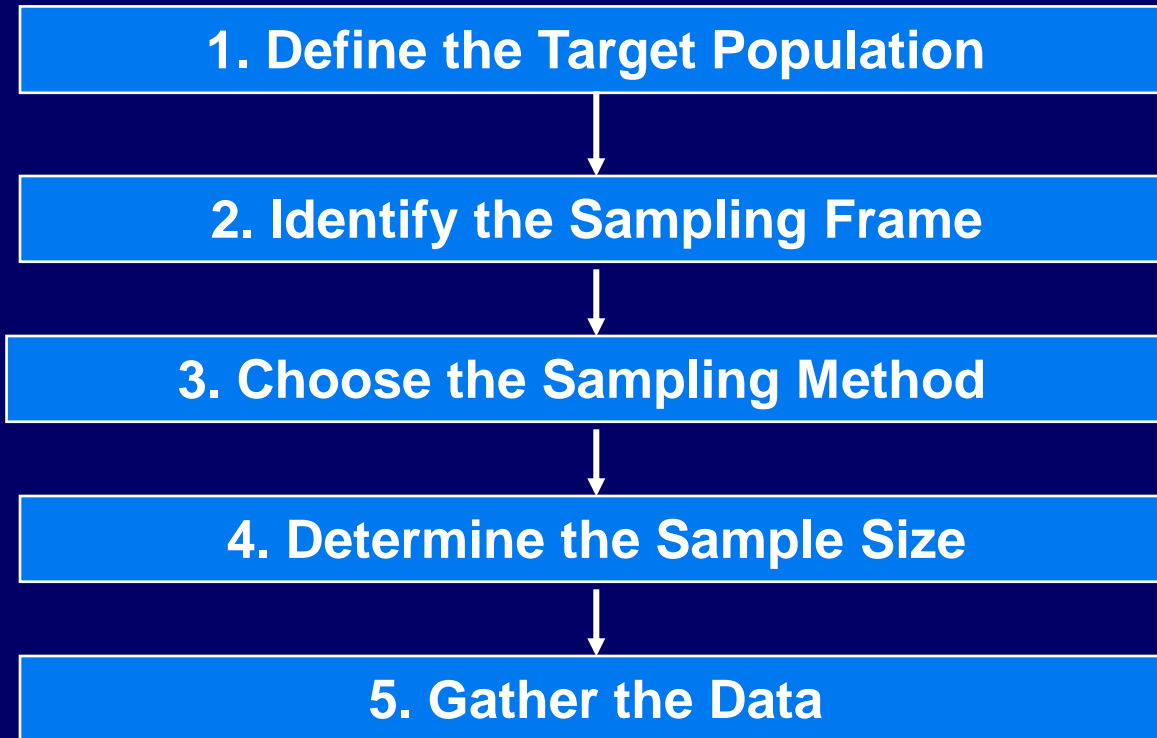 1. Define the Target Population
2. Identify the Sampling Frame
3. Choose the Sampling Method
4. Determine the Sample Size
5. Gather the Data